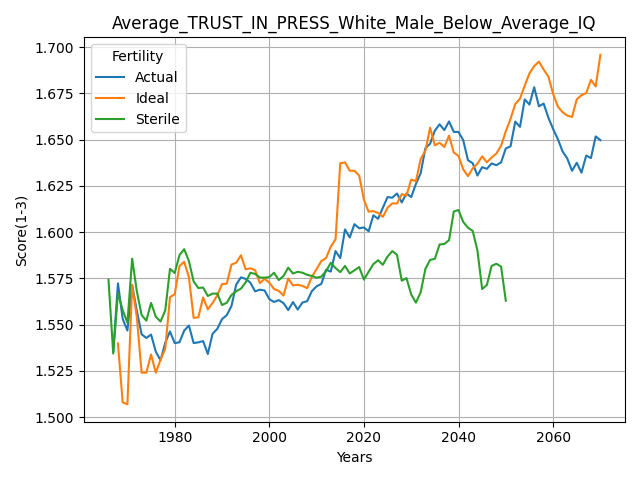 Average_TRUST_IN_PRESS_White_Male_Below_Average_IQ
Fertility
Actual
Ideal
Sterile
Score(1-3)
1.700
1.675
1.650
1.625
1.600
1.575
1.550
1.525
1.500
1980
2000
2020
2040
2060
Years